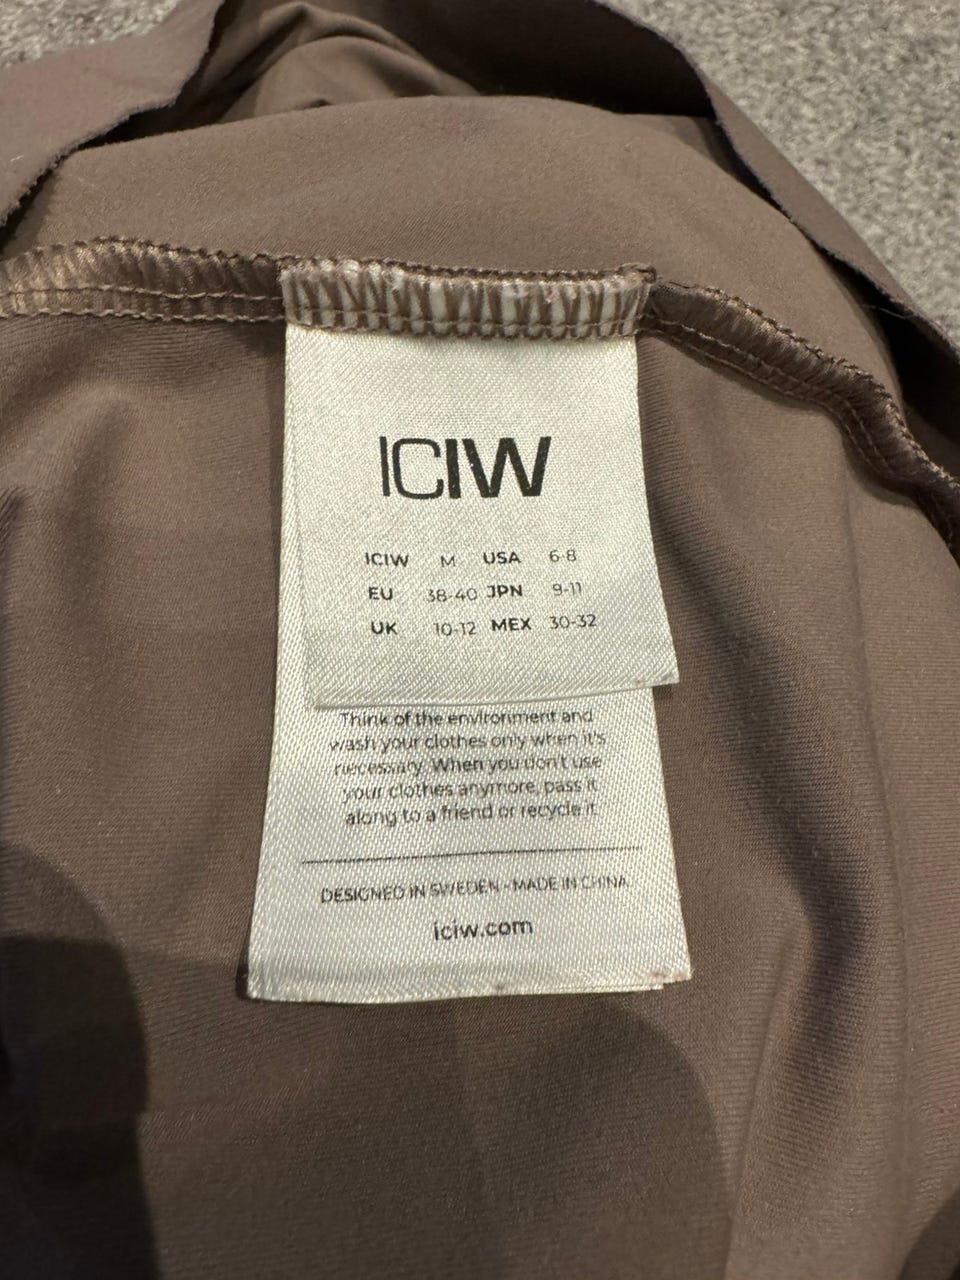 ICIW
ICIW M USA 6-8
EU 38-40 JPN 9-11
UK 10-12 MEX 30-32
Think of the environment and
wash your clothes only when it's
necessary. When you don't use
your clothes anymore, pass it
along to a friend or recycle it.
DESIGNED IN SWEDEN - MADE IN CHINA
iciw.com